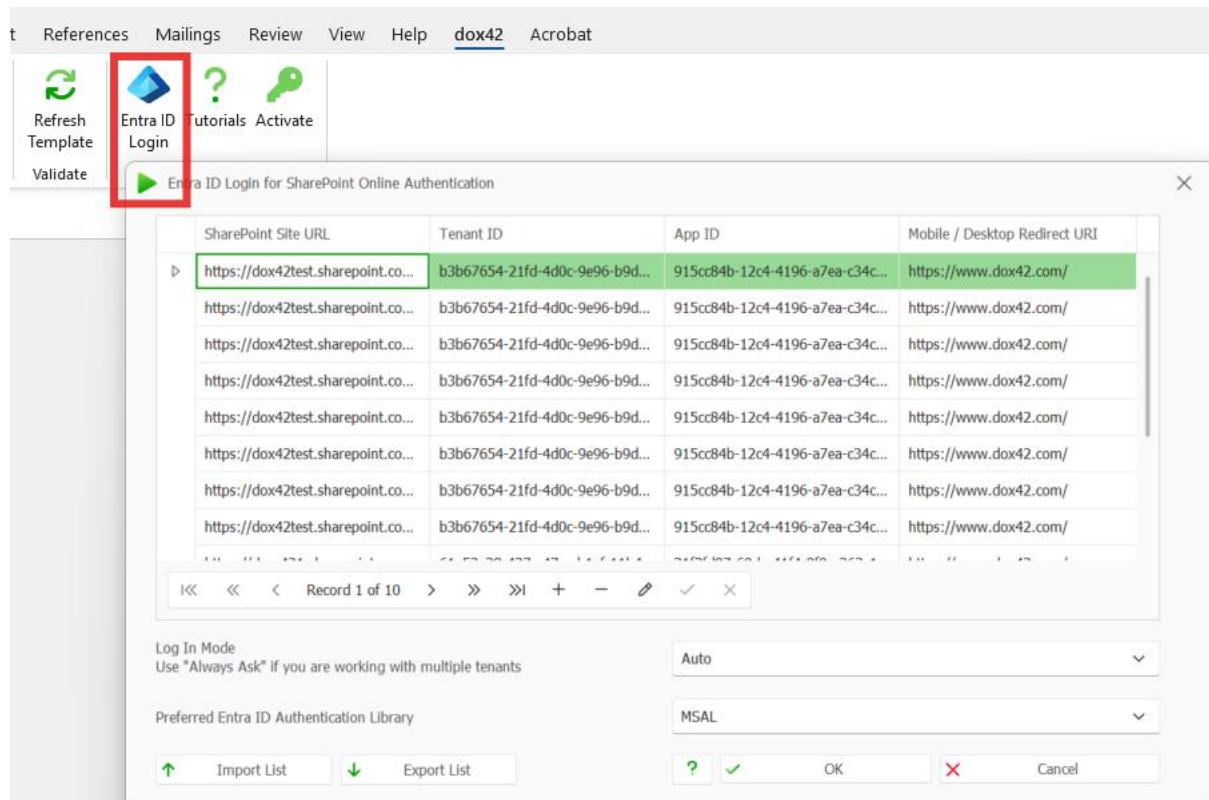 t References Mailings Review View Help dox42 Acrobat
Refresh Template
Entra ID Login
Tutorials Activate
Validate
Entra ID Login for SharePoint Online Authentication
SharePoint Site URL Tenant ID App ID Mobile / Desktop Redirect URI
https://dox42test.sharepoint.co... b3b67654-21fd-4d0c-9e96-b9d... 915cc84b-12c4-4196-a7ea-c34c... https://www.dox42.com/
https://dox42test.sharepoint.co... b3b67654-21fd-4d0c-9e96-b9d... 915cc84b-12c4-4196-a7ea-c34c... https://www.dox42.com/
https://dox42test.sharepoint.co... b3b67654-21fd-4d0c-9e96-b9d... 915cc84b-12c4-4196-a7ea-c34c... https://www.dox42.com/
https://dox42test.sharepoint.co... b3b67654-21fd-4d0c-9e96-b9d... 915cc84b-12c4-4196-a7ea-c34c... https://www.dox42.com/
https://dox42test.sharepoint.co... b3b67654-21fd-4d0c-9e96-b9d... 915cc84b-12c4-4196-a7ea-c34c... https://www.dox42.com/
https://dox42test.sharepoint.co... b3b67654-21fd-4d0c-9e96-b9d... 915cc84b-12c4-4196-a7ea-c34c... https://www.dox42.com/
https://dox42test.sharepoint.co... b3b67654-21fd-4d0c-9e96-b9d... 915cc84b-12c4-4196-a7ea-c34c... https://www.dox42.com/
https://dox42test.sharepoint.co... b3b67654-21fd-4d0c-9e96-b9d... 915cc84b-12c4-4196-a7ea-c34c... https://www.dox42.com/
Record 1 of 10
Log In Mode
Use "Always Ask" if you are working with multiple tenants
Auto
Preferred Entra ID Authentication Library MSAL
Import List Export List ? OK Cancel